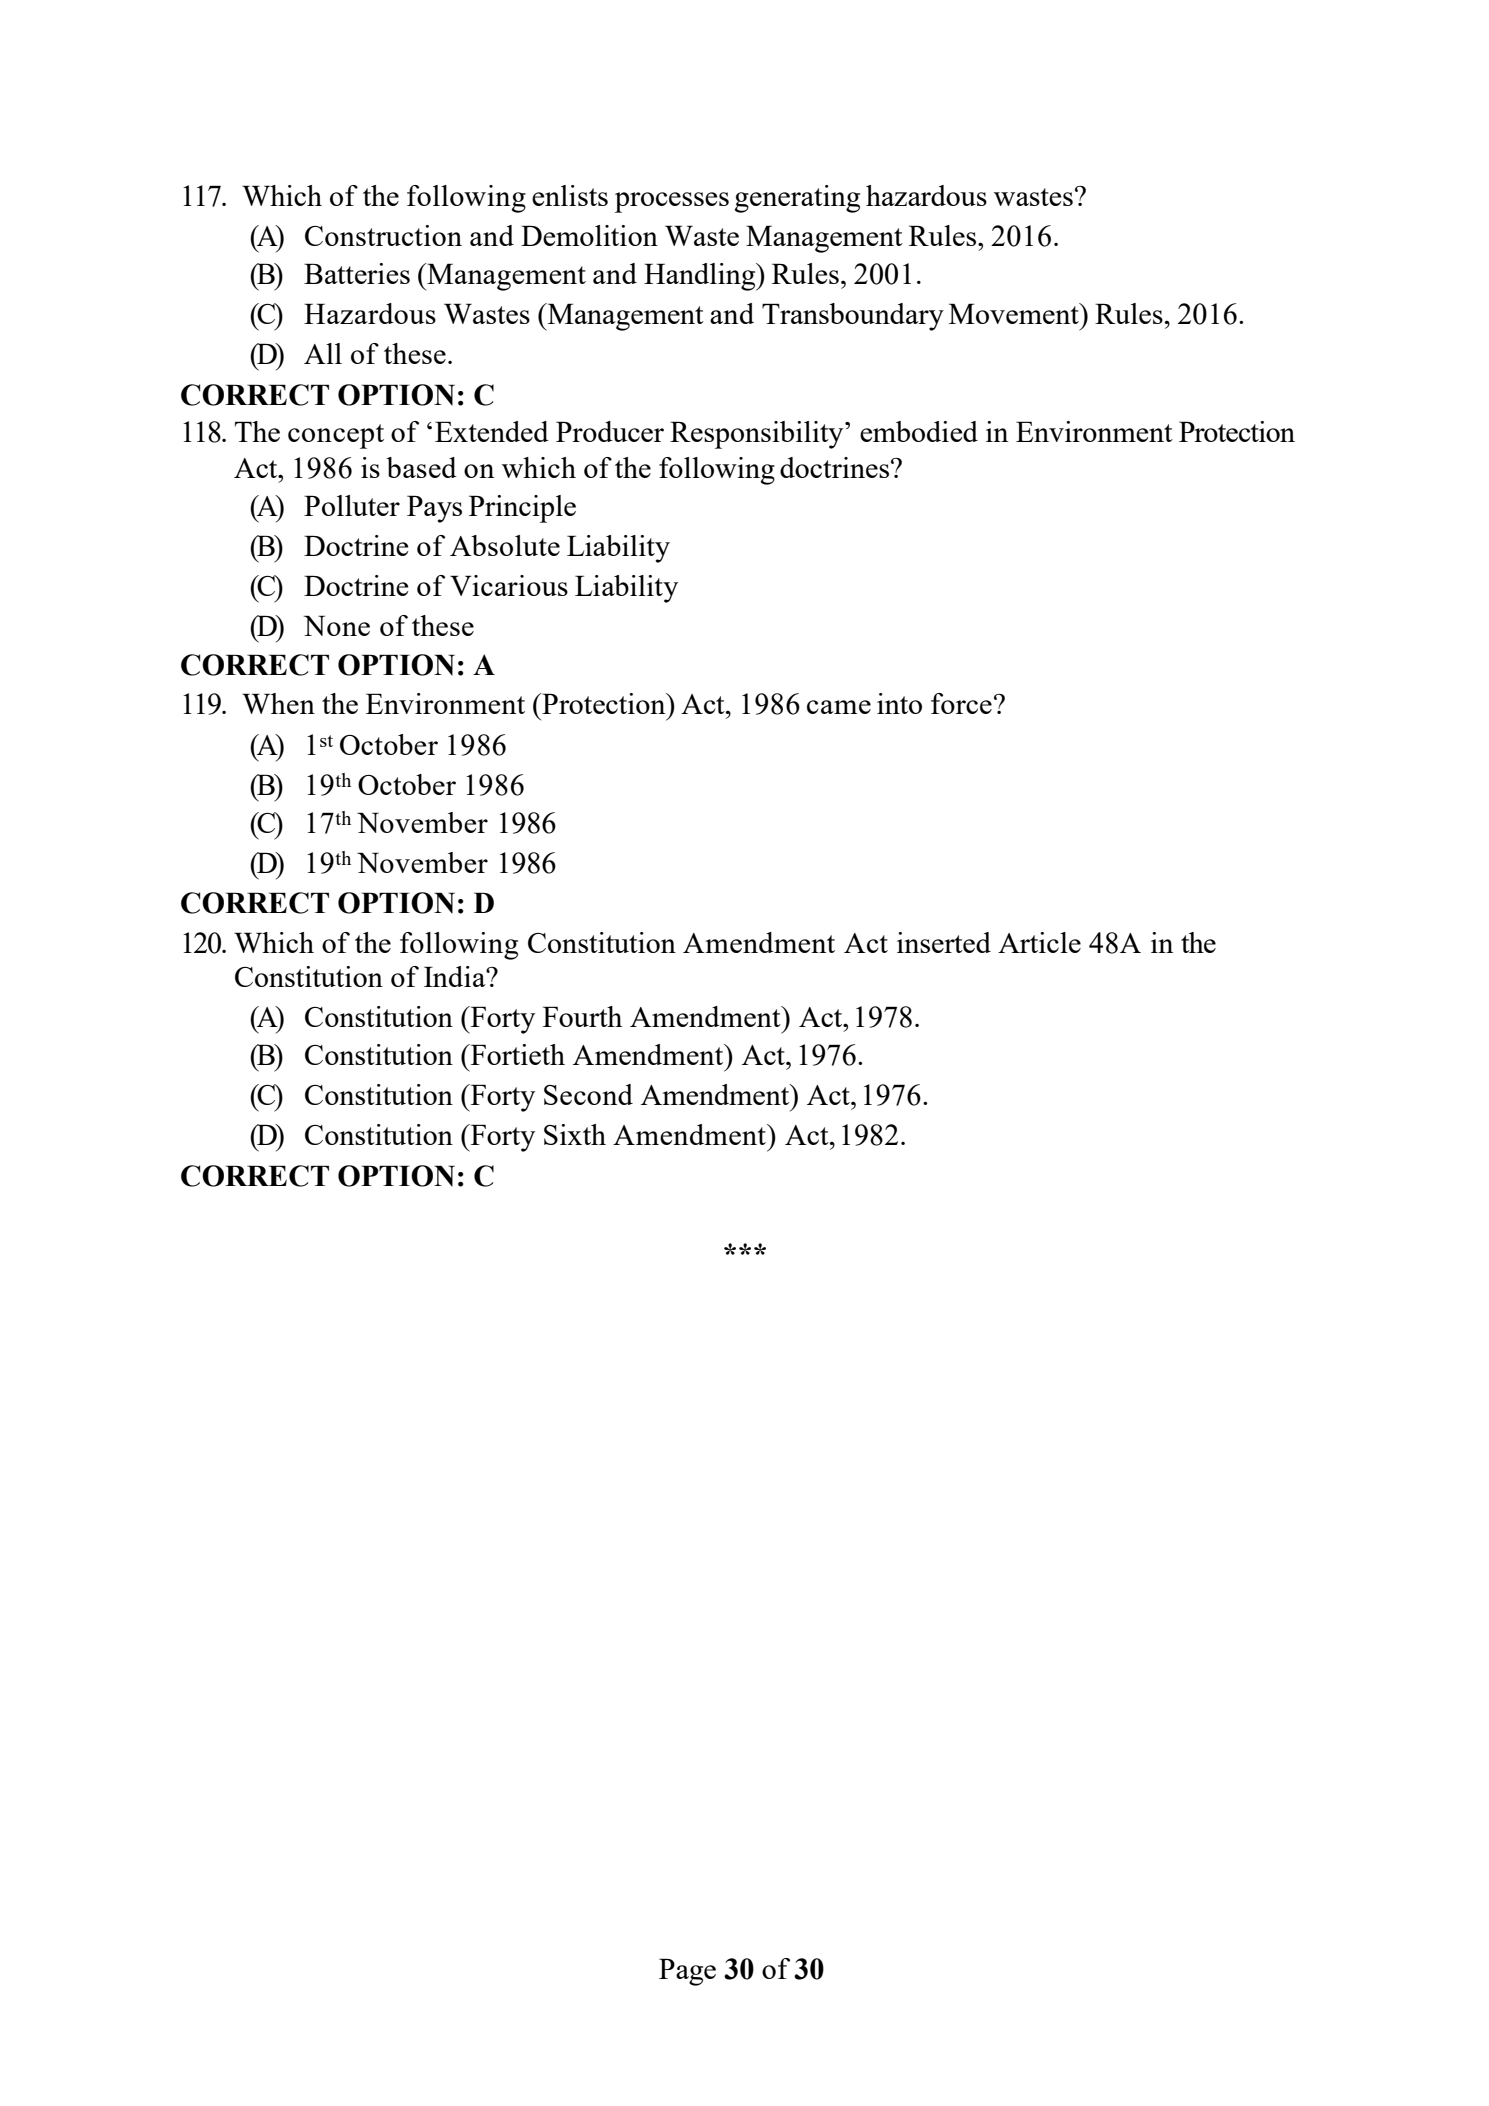 117. Which of the following enlists processes generating hazardous wastes?
(A) Construction and Demolition Waste Management Rules, 2016.
(B) Batteries (Management and Handling) Rules, 2001.
(C) Hazardous Wastes (Management and Transboundary Movement) Rules, 2016.
(D) All of these.
CORRECT OPTION: C
118. The concept of ‘Extended Producer Responsibility’ embodied in Environment Protection
Act, 1986 is based on which of the following doctrines?
(A) Polluter Pays Principle
(B) Doctrine of Absolute Liability
(C) Doctrine of Vicarious Liability
(D) None of these
CORRECT OPTION: A
119. When the Environment (Protection) Act, 1986 came into force?
(A) 1st October 1986
(B) 19th October 1986
(C) 17th November 1986
(D) 19th November 1986
CORRECT OPTION: D
120. Which of the following Constitution Amendment Act inserted Article 48A in the
Constitution of India?
(A) Constitution (Forty Fourth Amendment) Act, 1978.
(B) Constitution (Fortieth Amendment) Act, 1976.
(C) Constitution (Forty Second Amendment) Act, 1976.
(D) Constitution (Forty Sixth Amendment) Act, 1982.
CORRECT OPTION: C
***
Page 30 of 30